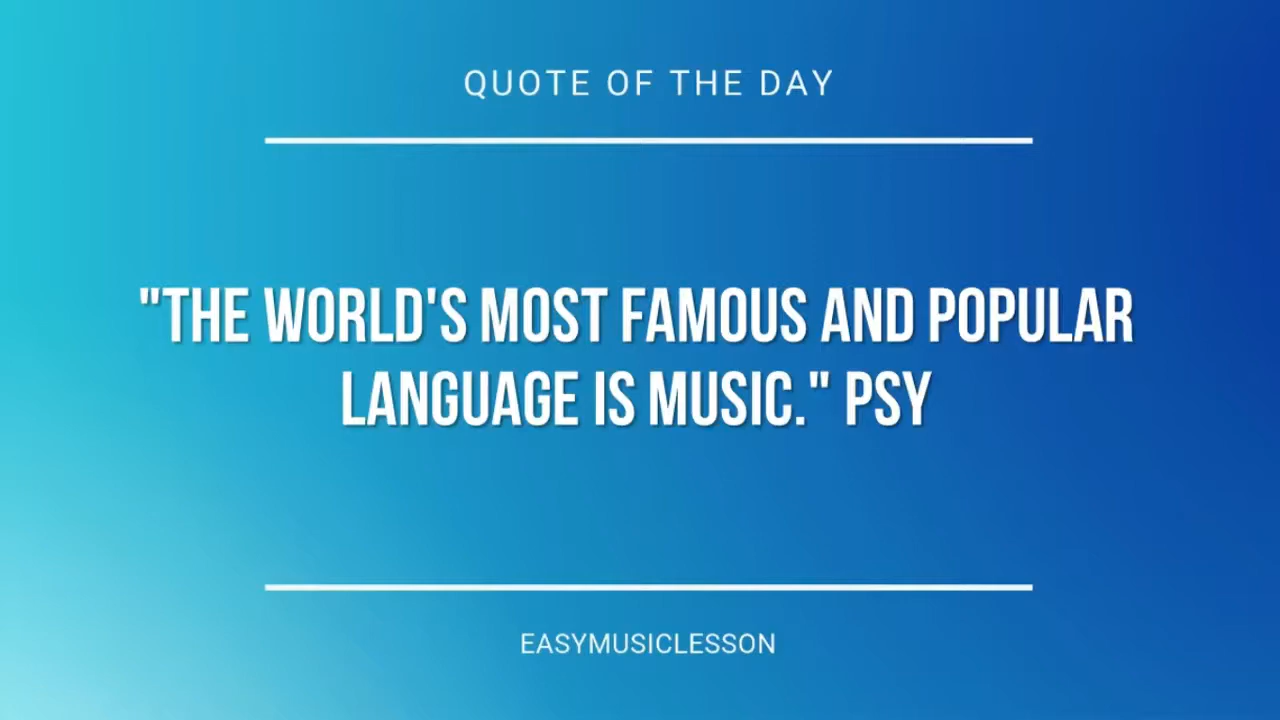 QUOTE OF THE DAY
"THE WORLD'S MOST FAMOUS AND POPULAR
LANGUAGE IS MUSIC." PSY
EASYMUSICLESSON